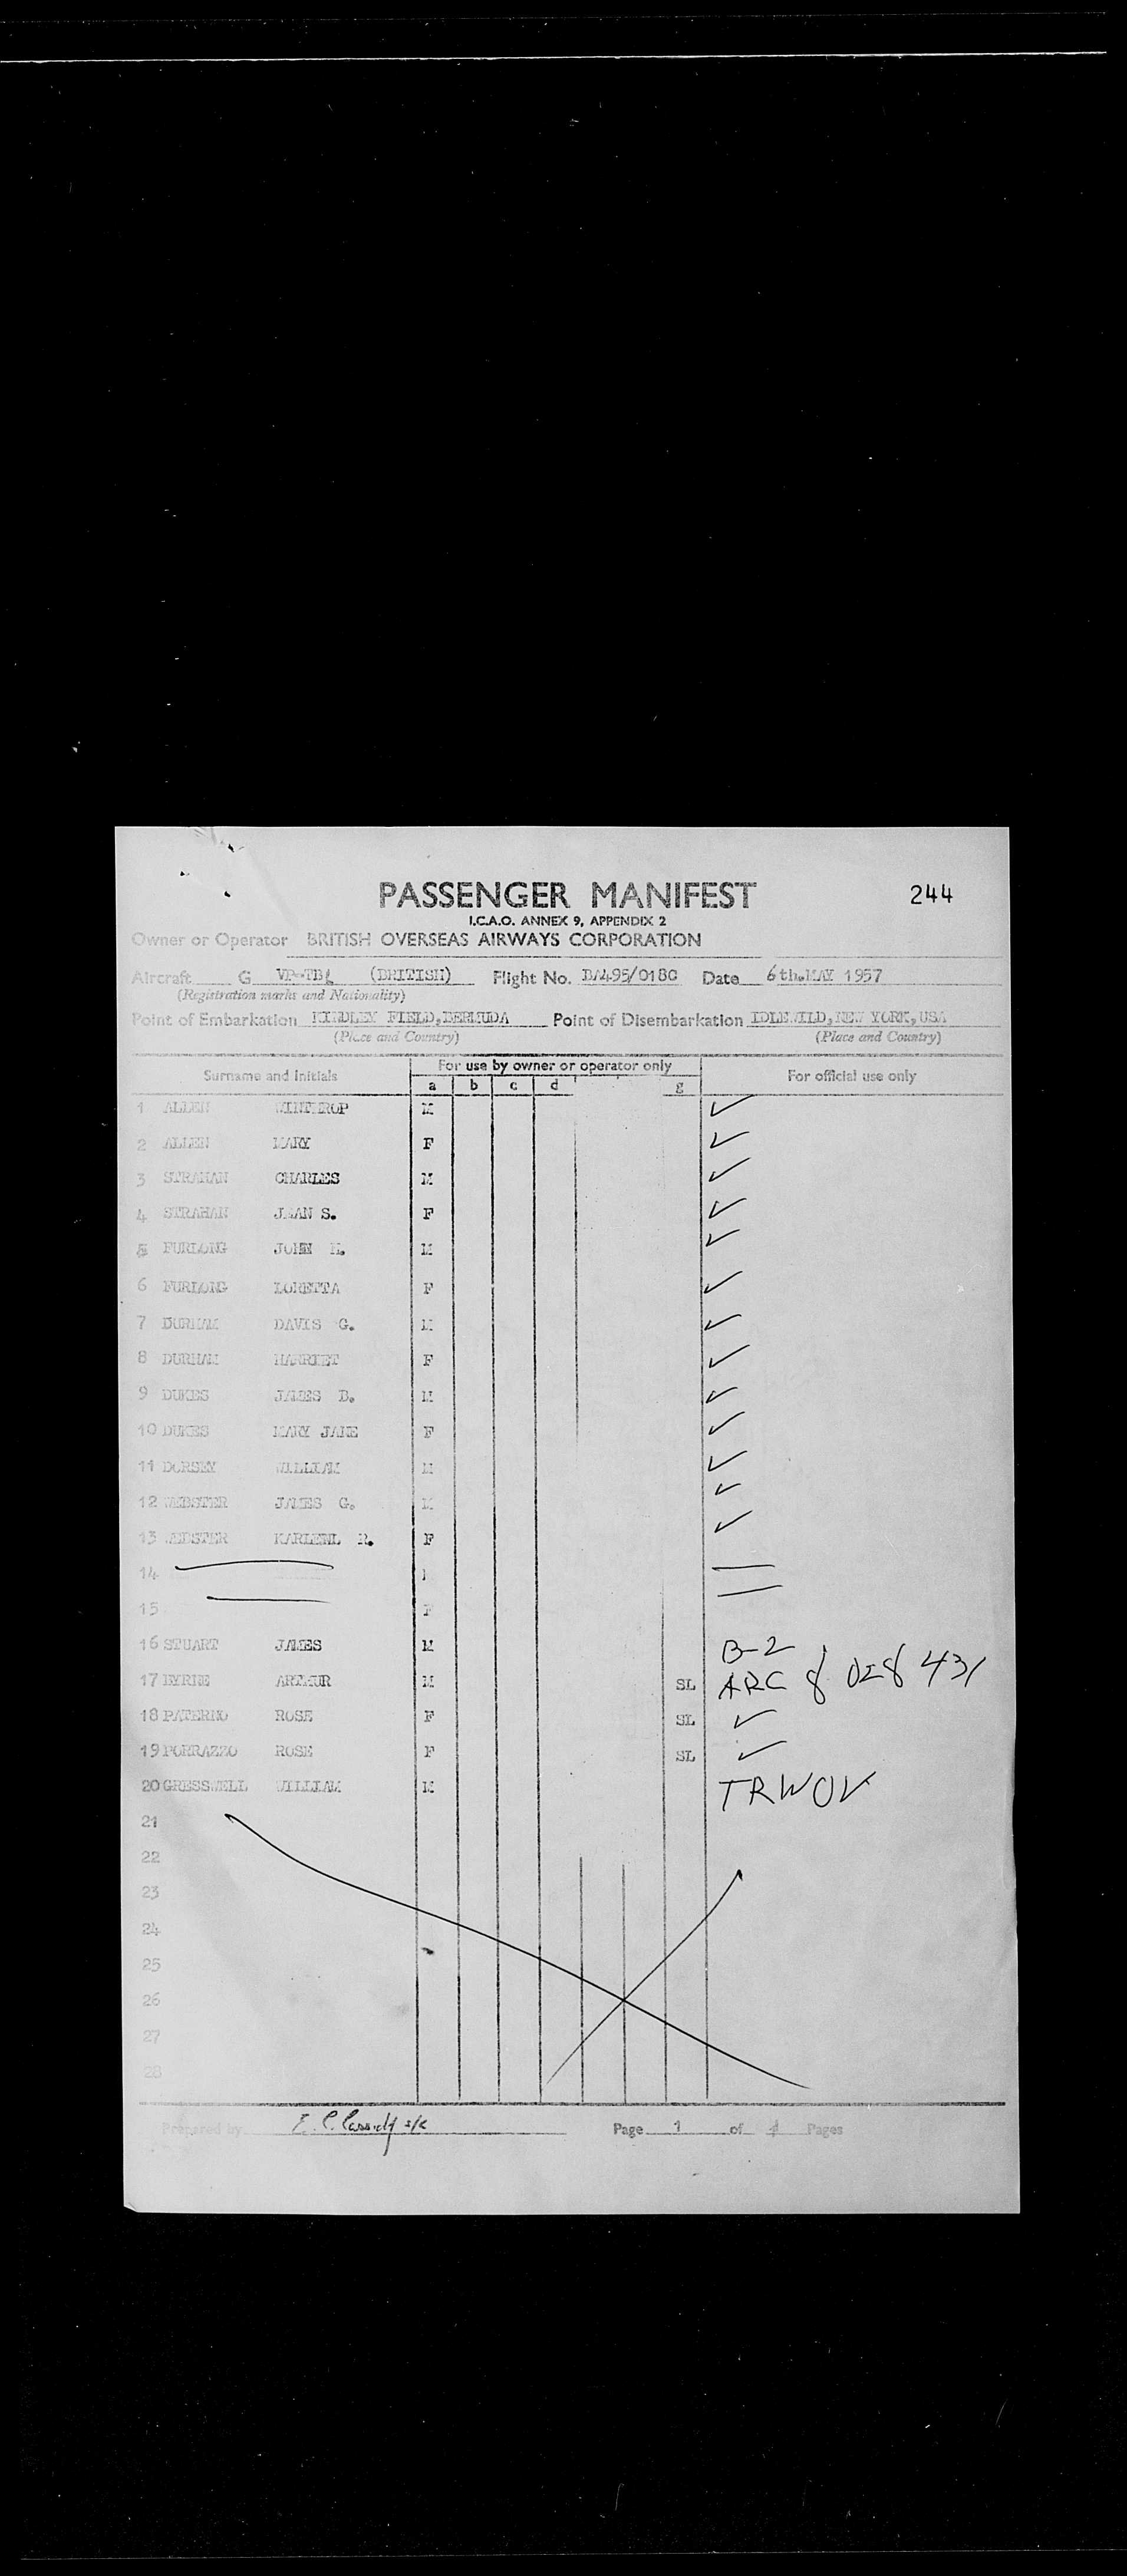 PASSENGER MANIFEST 244
I.C.A.O. ANNEX 9, APPENDIX 2
Owner or Operator BRITISH OVERSEAS AIRWAYS CORPORATION
Aircraft G VP-TB (BRITISH) Flight No. BA495/018C Date 6th.MAY 1957
(Registration marks and Nationality)
Point of Embarkation KINDLEY FIELD,BERMUDA Point of Disembarkation IDLEWILD,NEW YORK,USA
(Place and Country) (Place and Country)
For use by owner or operator only
Surname and initials For official use only
a b c d g
1 ALLEN WINTHROP M ✓
2 ALLEN MARY F ✓
3 STRAHAN CHARLES M ✓
4 STRAHAN JEAN S. F ✓
5 FURLONG JOHN M ✓
6 FURLONG LORETTA F ✓
7 DURHAM DAVIS G. M ✓
8 DURHAM HARRIET F ✓
9 DUKES JAMES B. M ✓
10 DUKES MARY JANE F ✓
11 DORSEY WILLIAM M ✓
12 WEBSTER JAMES G. M ✓
13 WEBSTER R. F ✓
14
15 F
16 STUART JAMES M B-2
17 BYRNE ARTHUR M SL ARC 8 028 431
18 PATERNO ROSE F SL ✓
19 PORRAZZO ROSE F SL ✓
20 GRESSWELL WILLIAM M TRWOV
21
22
23
24
25
26
27
28
Prepared by E. C. Cassidy Page 1 of 1 Pages